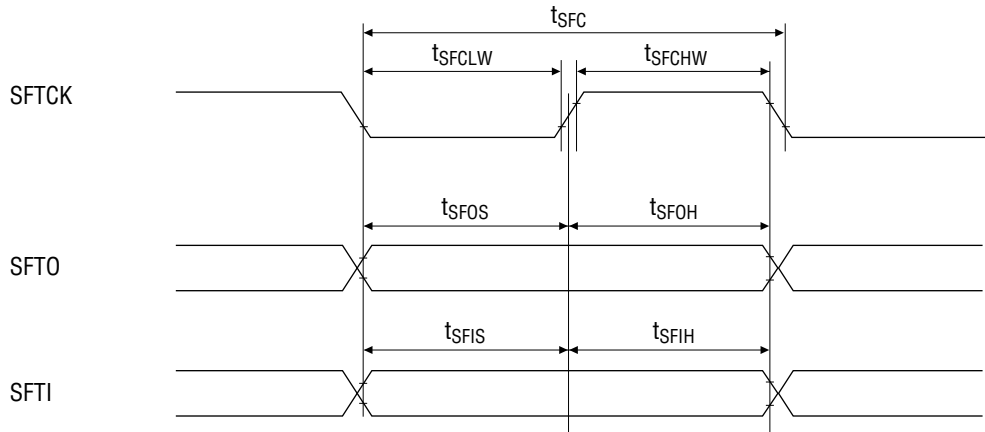 tSFC
tSFCLW tSFCHW
SFTCK
tSFOS tSFOH
SFTO
tSFIS tSFIH
SFTI